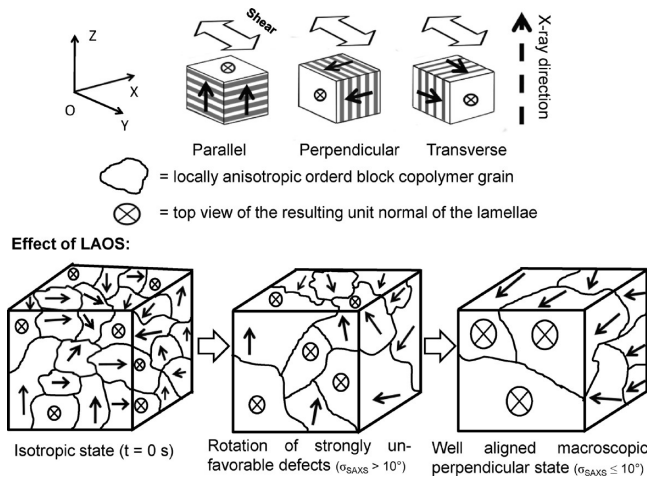 Z
X
O
Y
Shear
X-ray direction
Parallel
Perpendicular
Transverse
= locally anisotropic orderd block copolymer grain
= top view of the resulting unit normal of the lamellae
Effect of LAOS:
Isotropic state (t = 0 s)
Rotation of strongly un-
favorable defects (σSAXS > 10°)
Well aligned macroscopic
perpendicular state (σSAXS ≤ 10°)